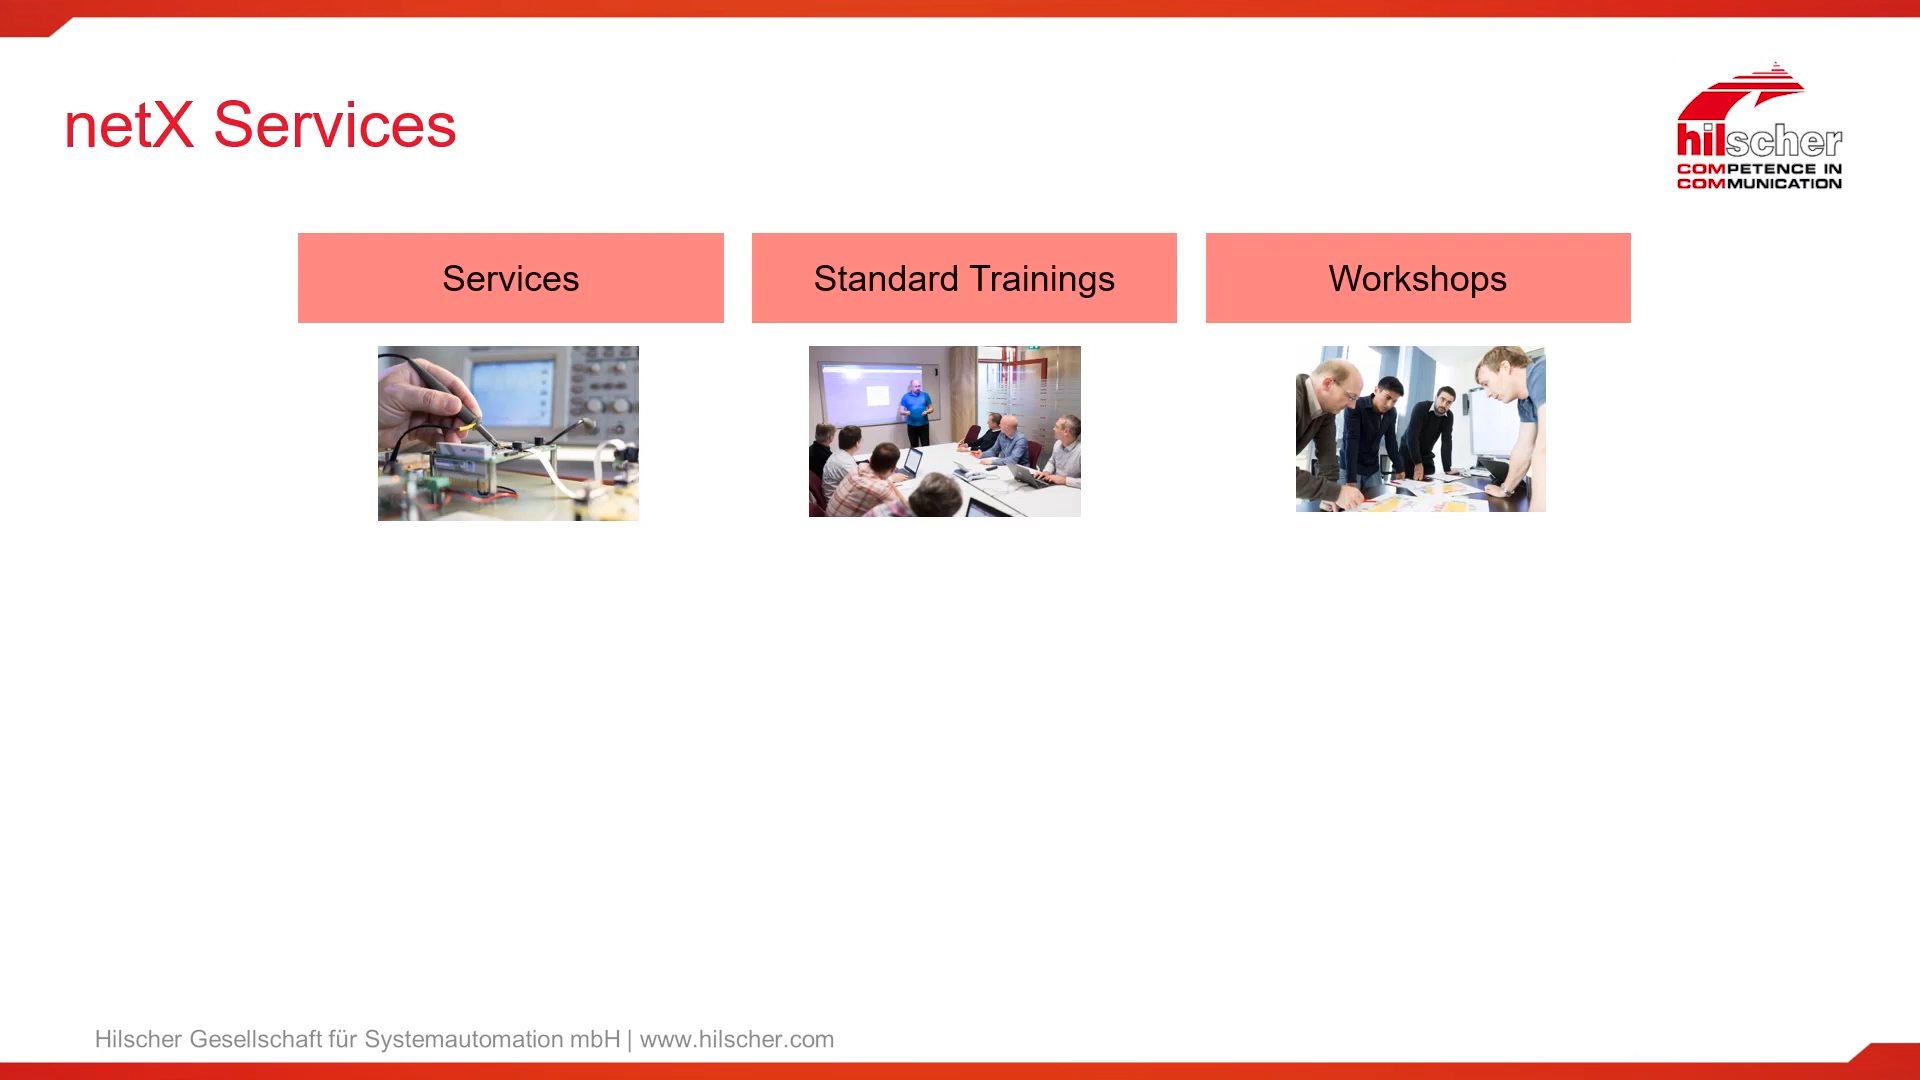 netX Services
hilscher
COMPETENCE IN
COMMUNICATION
Services
Standard Trainings
Workshops
Hilscher Gesellschaft für Systemautomation mbH | www.hilscher.com